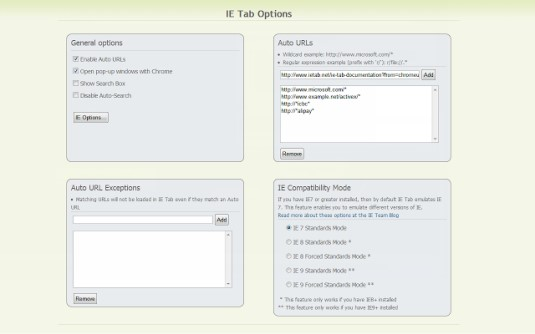 IE Tab Options
General options
Enable Auto URLs
Open pop-up windows with Chrome
Show Search Box
Disable Auto-Search
IE Options...
Auto URLs
Wildcard example: http://www.microsoft.com/*
Regular expression example (prefix with 'r'): r/file://.*
http://www.ietab.net/ie-tab-documentation?from=chromeu Add
http://www.microsoft.com/*
http://www.example.net/activex/*
http://*icbc*
http://*alipay*
Remove
Auto URL Exceptions
Matching URLs will not be loaded in IE Tab even if they match an Auto
URL
Add
Remove
IE Compatibility Mode
If you have IE7 or greater installed, then by default IE Tab emulates IE
7. This feature enables you to emulate different versions of IE.
Read more about these options at the IE Team Blog
IE 7 Standards Mode
IE 8 Standards Mode *
IE 8 Forced Standards Mode *
IE 9 Standards Mode **
IE 9 Forced Standards Mode **
* The feature only works if you have IE8+ installed
** This feature only works if you have IE9+ installed